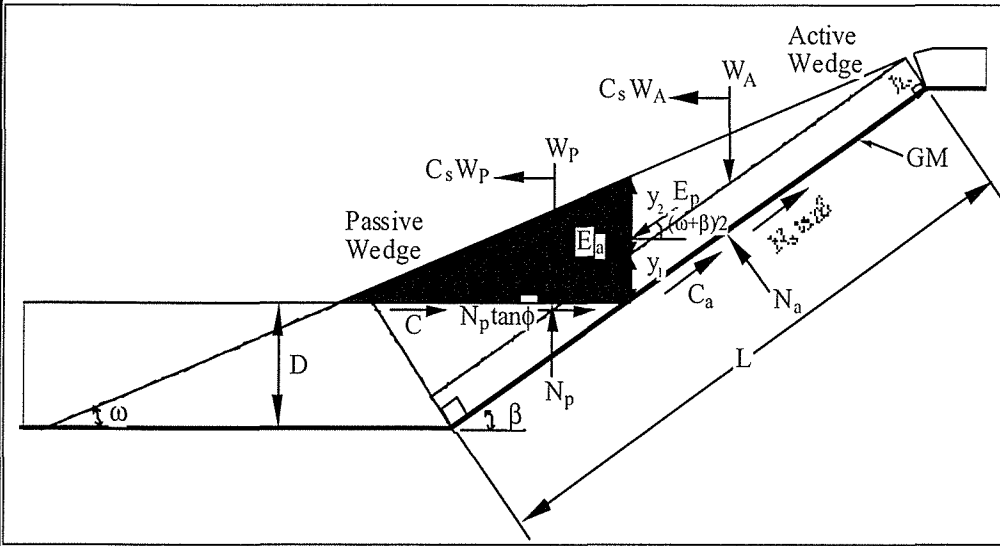 Active
Wedge
W_A
C_s W_A
W_P
C_s W_P
GM
Passive
Wedge
y_2
E_p
(ω+β)/2
E_a
y_1
C
N_p tanϕ
C_a
N_a
D
N_p
L
ω
β